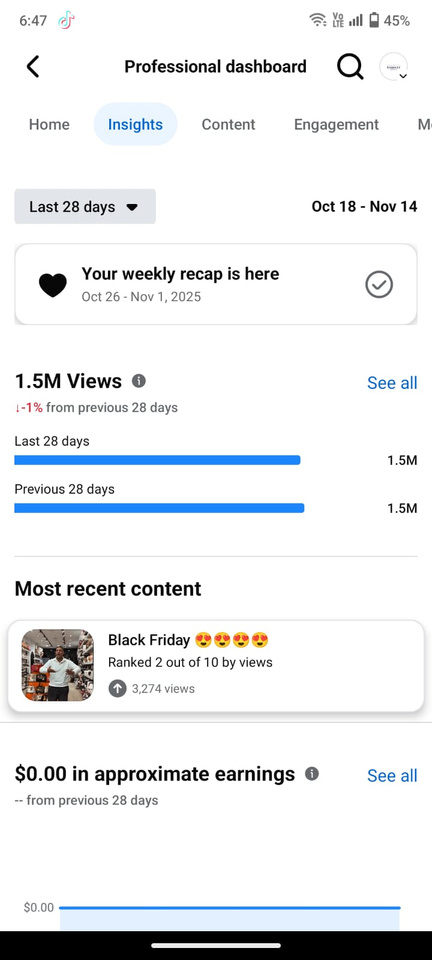 6:47
Vo
LTE
45%
Professional dashboard
Home
Insights
Content
Engagement
M
Last 28 days
Oct 18 - Nov 14
Your weekly recap is here
Oct 26 - Nov 1, 2025
1.5M Views
See all
↓-1% from previous 28 days
Last 28 days
1.5M
Previous 28 days
1.5M
Most recent content
Black Friday 😍😍😍😍
Ranked 2 out of 10 by views
3,274 views
$0.00 in approximate earnings
See all
-- from previous 28 days
$0.00